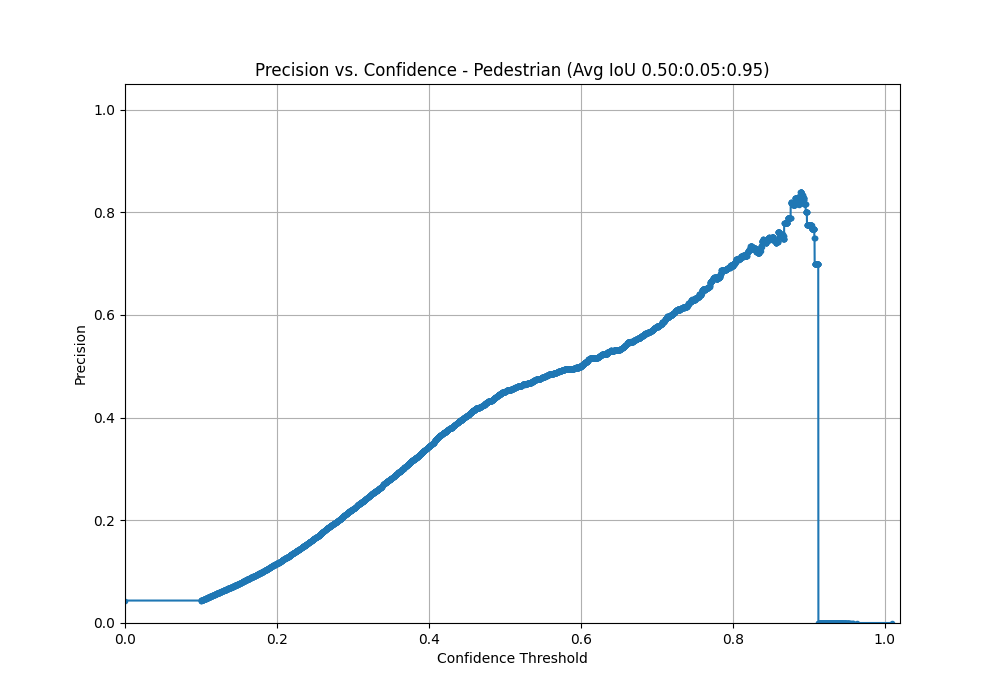 Precision vs. Confidence - Pedestrian (Avg IoU 0.50:0.05:0.95)
1.0
0.8
0.6
0.4
0.2
0.0
Precision
0.0 0.2 0.4 0.6 0.8 1.0
Confidence Threshold